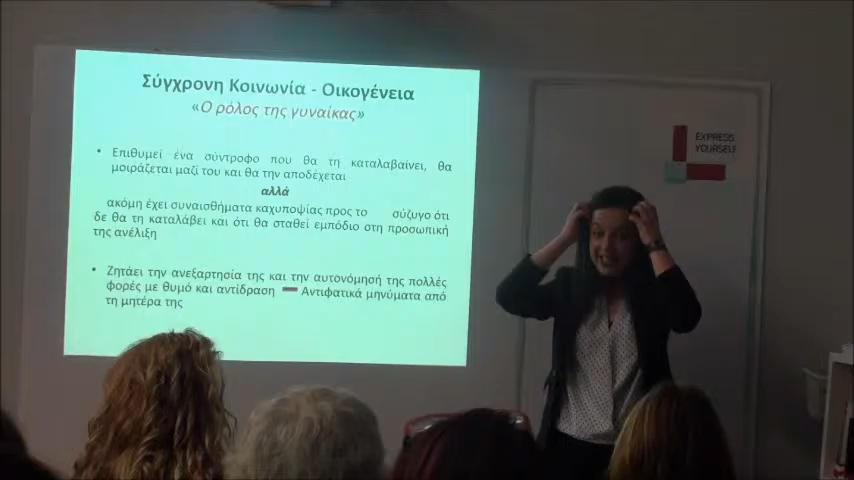 Σύγχρονη Κοινωνία - Οικογένεια
«Ο ρόλος της γυναίκας»
• Επιθυμεί ένα σύντροφο που θα τη καταλαβαίνει, θα
μοιράζεται μαζί του και θα την αποδέχεται
αλλά
ακόμη έχει συναισθήματα καχυποψίας προς το σύζυγο ότι
δε θα τη καταλάβει και ότι θα σταθεί εμπόδιο στη προσωπική
της ανέλιξη
• Ζητάει την ανεξαρτησία της και την αυτονόμησή της πολλές
φορές με θυμό και αντίδραση Αντιφατικά μηνύματα από
τη μητέρα της
EXPRESS
YOURSELF